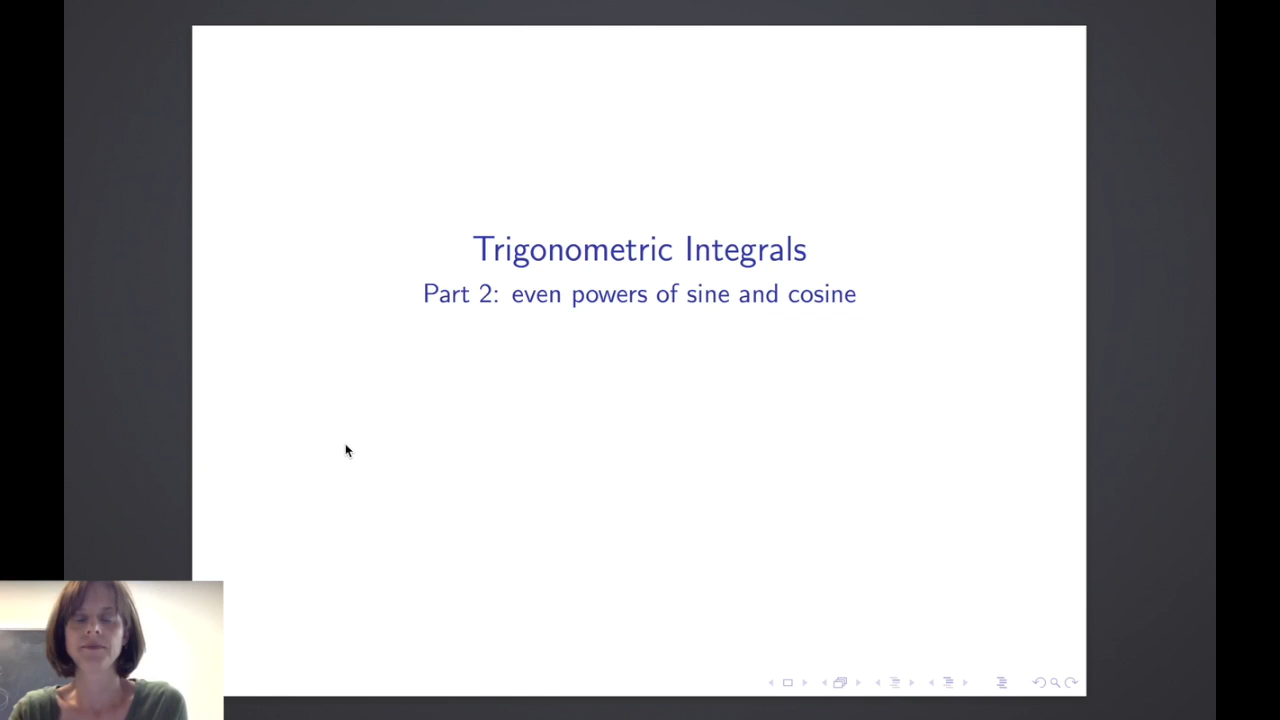 Trigonometric Integrals
Part 2: even powers of sine and cosine